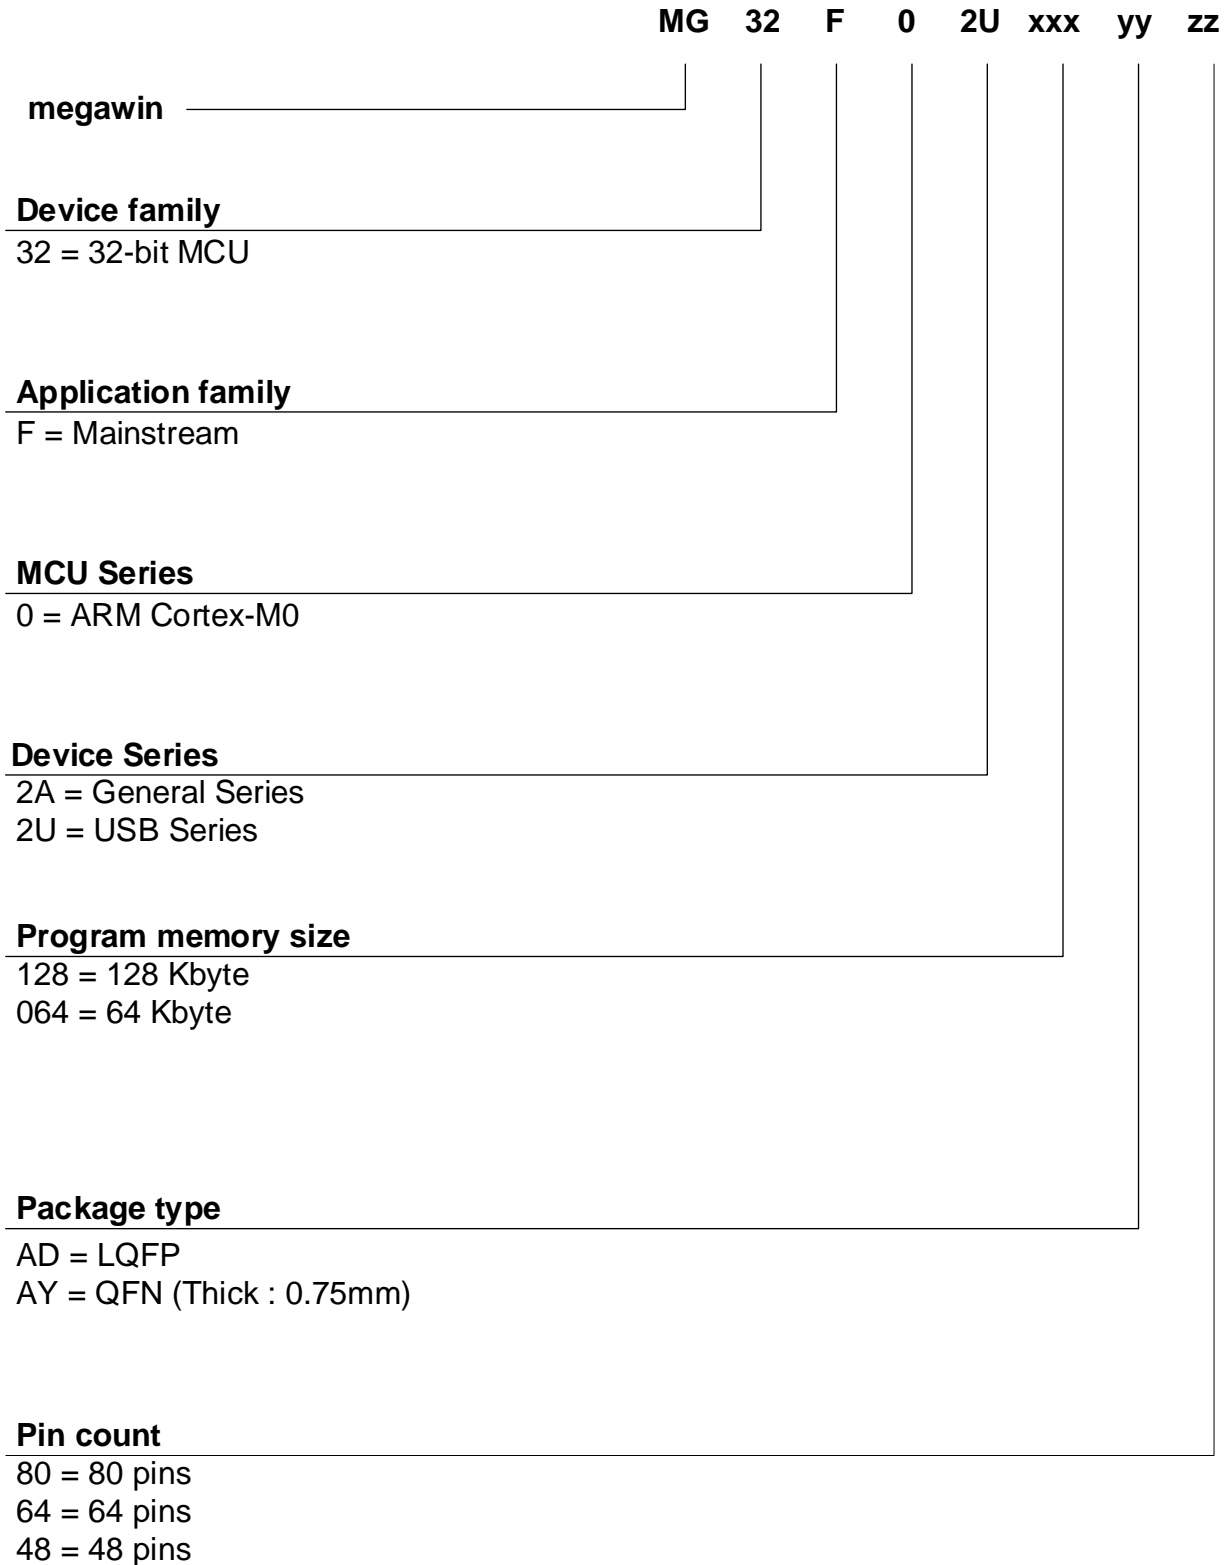 MG 32 F 0 2U xxx yy zz
megawin
Device family
32 = 32-bit MCU
Application family
F = Mainstream
MCU Series
0 = ARM Cortex-M0
Device Series
2A = General Series
2U = USB Series
Program memory size
128 = 128 Kbyte
064 = 64 Kbyte
Package type
AD = LQFP
AY = QFN (Thick : 0.75mm)
Pin count
80 = 80 pins
64 = 64 pins
48 = 48 pins